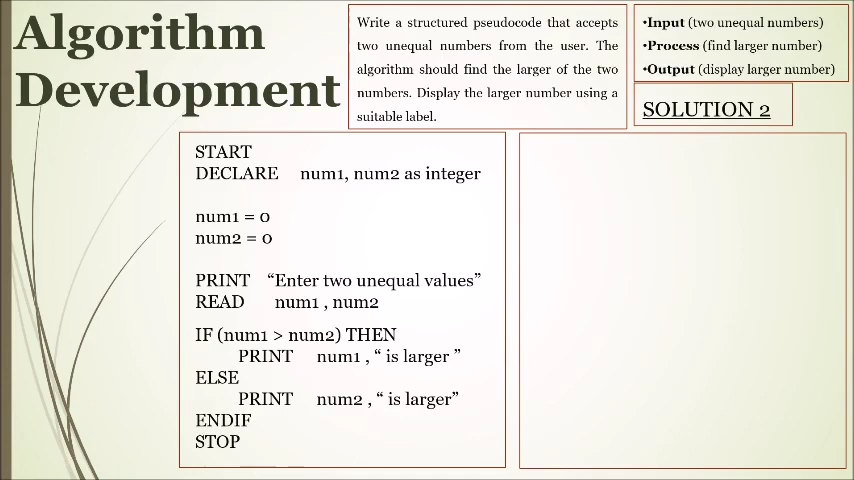 Algorithm
Development
Write a structured pseudocode that accepts
two unequal numbers from the user. The
algorithm should find the larger of the two
numbers. Display the larger number using a
suitable label.
•Input (two unequal numbers)
•Process (find larger number)
•Output (display larger number)
SOLUTION 2
START
DECLARE num1, num2 as integer
num1 = 0
num2 = 0
PRINT “Enter two unequal values”
READ num1 , num2
IF (num1 > num2) THEN
PRINT num1 , “ is larger ”
ELSE
PRINT num2 , “ is larger”
ENDIF
STOP